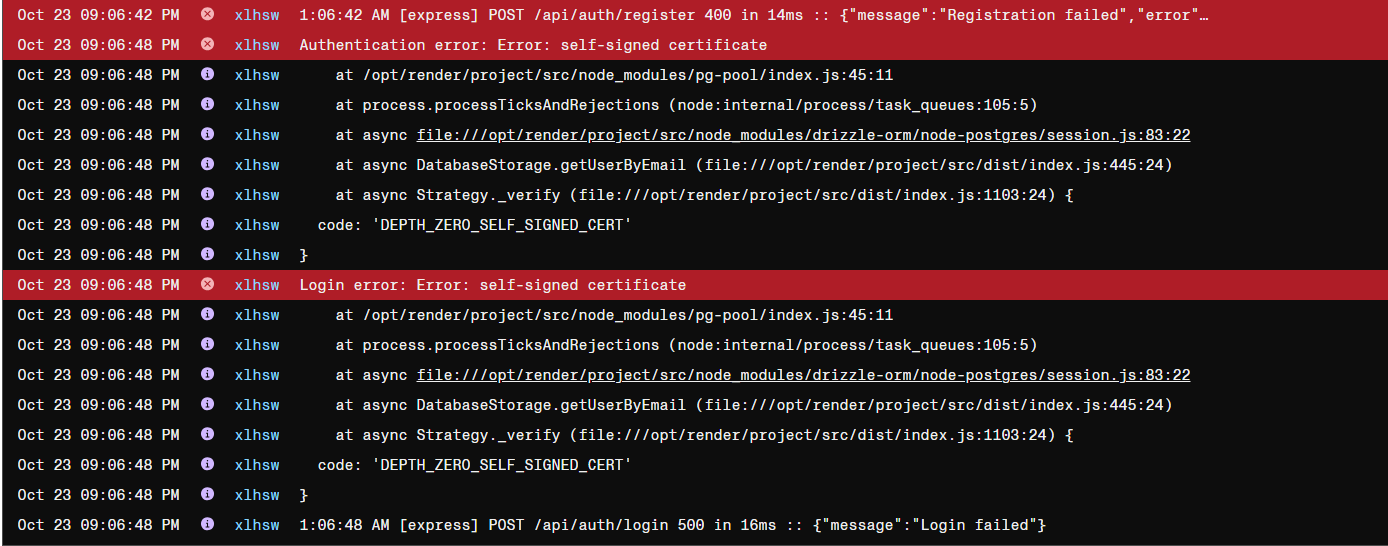 Oct 23 09:06:42 PM xlhsw 1:06:42 AM [express] POST /api/auth/register 400 in 14ms :: {"message":"Registration failed","error"…
Oct 23 09:06:48 PM xlhsw Authentication error: Error: self-signed certificate
Oct 23 09:06:48 PM xlhsw at /opt/render/project/src/node_modules/pg-pool/index.js:45:11
Oct 23 09:06:48 PM xlhsw at process.processTicksAndRejections (node:internal/process/task_queues:105:5)
Oct 23 09:06:48 PM xlhsw at async file:///opt/render/project/src/node_modules/drizzle-orm/node-postgres/session.js:83:22
Oct 23 09:06:48 PM xlhsw at async DatabaseStorage.getUserByEmail (file:///opt/render/project/src/dist/index.js:445:24)
Oct 23 09:06:48 PM xlhsw at async Strategy._verify (file:///opt/render/project/src/dist/index.js:1103:24) {
Oct 23 09:06:48 PM xlhsw code: 'DEPTH_ZERO_SELF_SIGNED_CERT'
Oct 23 09:06:48 PM xlhsw }
Oct 23 09:06:48 PM xlhsw Login error: Error: self-signed certificate
Oct 23 09:06:48 PM xlhsw at /opt/render/project/src/node_modules/pg-pool/index.js:45:11
Oct 23 09:06:48 PM xlhsw at process.processTicksAndRejections (node:internal/process/task_queues:105:5)
Oct 23 09:06:48 PM xlhsw at async file:///opt/render/project/src/node_modules/drizzle-orm/node-postgres/session.js:83:22
Oct 23 09:06:48 PM xlhsw at async DatabaseStorage.getUserByEmail (file:///opt/render/project/src/dist/index.js:445:24)
Oct 23 09:06:48 PM xlhsw at async Strategy._verify (file:///opt/render/project/src/dist/index.js:1103:24) {
Oct 23 09:06:48 PM xlhsw code: 'DEPTH_ZERO_SELF_SIGNED_CERT'
Oct 23 09:06:48 PM xlhsw }
Oct 23 09:06:48 PM xlhsw 1:06:48 AM [express] POST /api/auth/login 500 in 16ms :: {"message":"Login failed"}